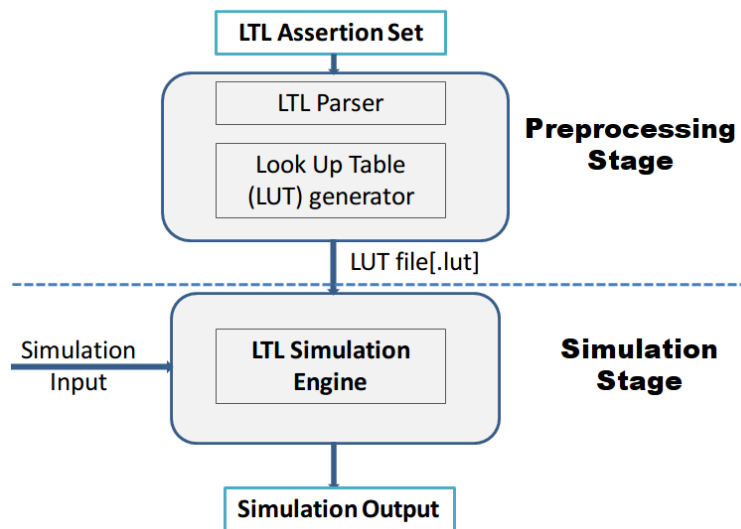 LTL Assertion Set
LTL Parser
Preprocessing
Stage
Look Up Table
(LUT) generator
LUT file[.lut]
Simulation
Input
LTL Simulation
Engine
Simulation
Stage
Simulation Output